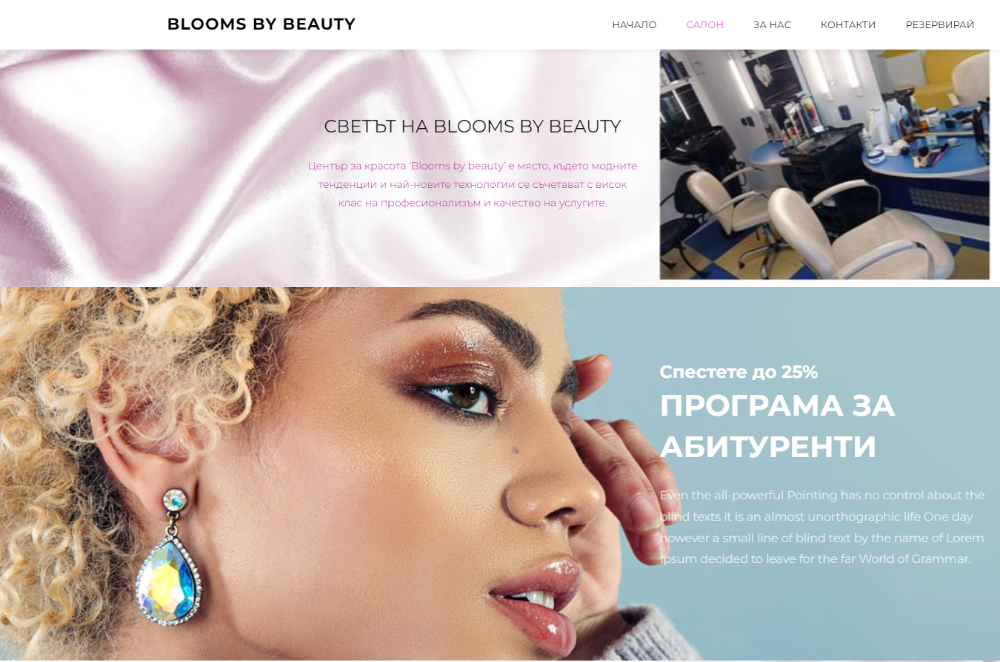 BLOOMS BY BEAUTY
НАЧАЛО САЛОН ЗА НАС КОНТАКТИ РЕЗЕРВИРАЙ
СВЕТЪТ НА BLOOMS BY BEAUTY
Център за красота ‘Blooms by beauty’ е място, където модните
тенденции и най-новите технологии се съчетават с висок
клас на професионализъм и качество на услугите.
Спестете до 25%
ПРОГРАМА ЗА
АБИТУРЕНТИ
Even the all-powerful Pointing has no control about the
blind texts it is an almost unorthographic life One day
however a small line of blind text by the name of Lorem
Ipsum decided to leave for the far World of Grammar.